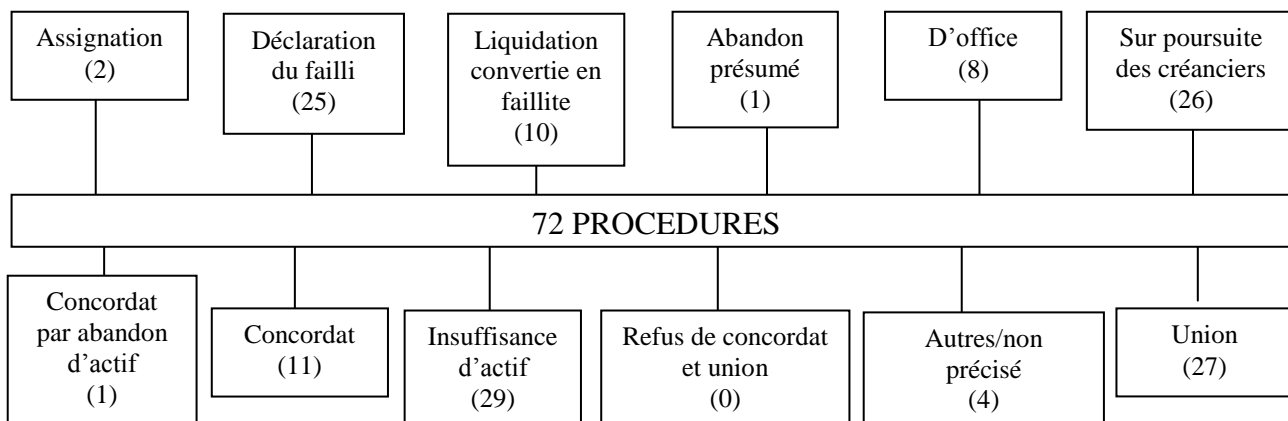 Assignation
(2)
Déclaration
du failli
(25)
Liquidation
convertie en
faillite
(10)
Abandon
présumé
(1)
D’office
(8)
Sur poursuite
des créanciers
(26)
72 PROCEDURES
Concordat
par abandon
d’actif
(1)
Concordat
(11)
Insuffisance
d’actif
(29)
Refus de concordat
et union
(0)
Autres/non
précisé
(4)
Union
(27)